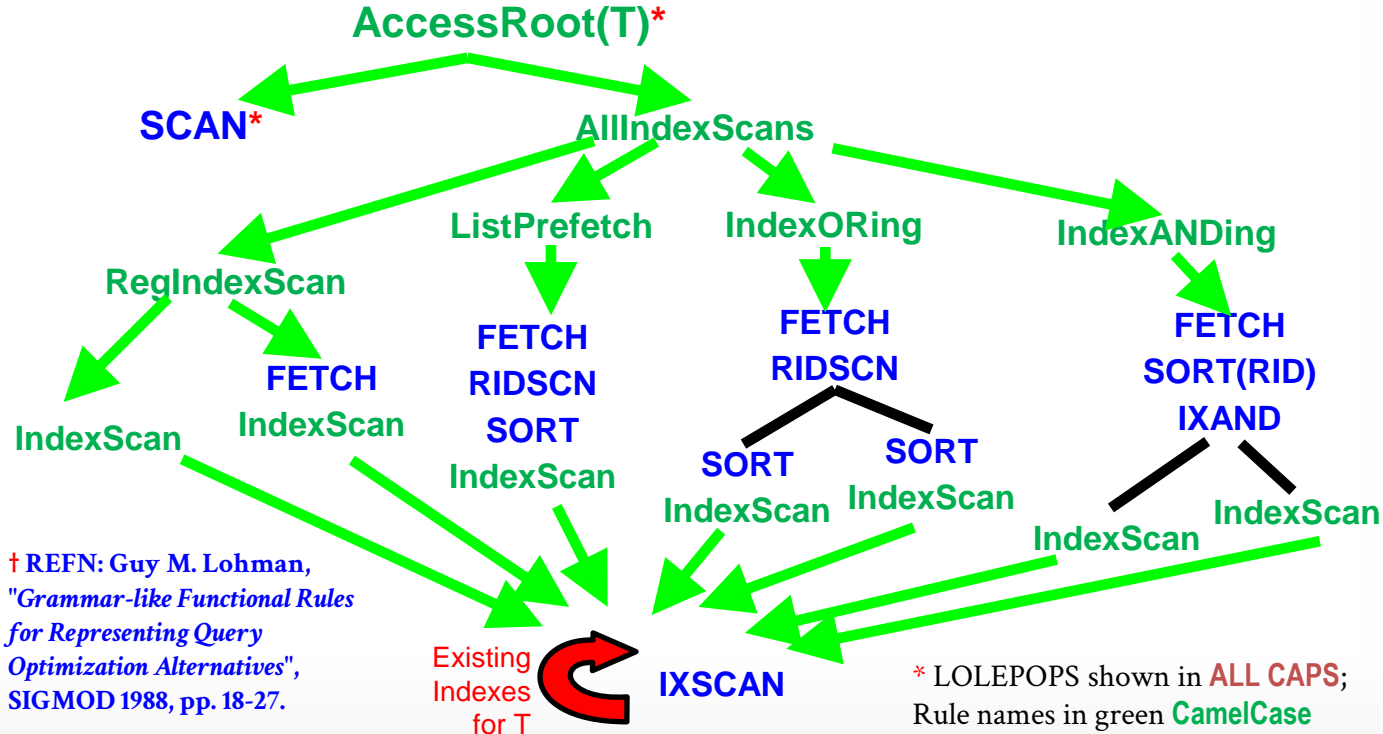 AccessRoot(T)*
SCAN*
AllIndexScans
ListPrefetch
IndexORing
IndexANDing
RegIndexScan
FETCH
RIDSCN
SORT
IndexScan
FETCH
RIDSCN
FETCH
SORT(RID)
IXAND
FETCH
IndexScan
IndexScan
SORT
IndexScan
SORT
IndexScan
IndexScan
IndexScan
† REFN: Guy M. Lohman,
"Grammar-like Functional Rules
for Representing Query
Optimization Alternatives",
SIGMOD 1988, pp. 18-27.
Existing
Indexes
for T
IXSCAN
* LOLEPOPS shown in ALL CAPS;
Rule names in green CamelCase